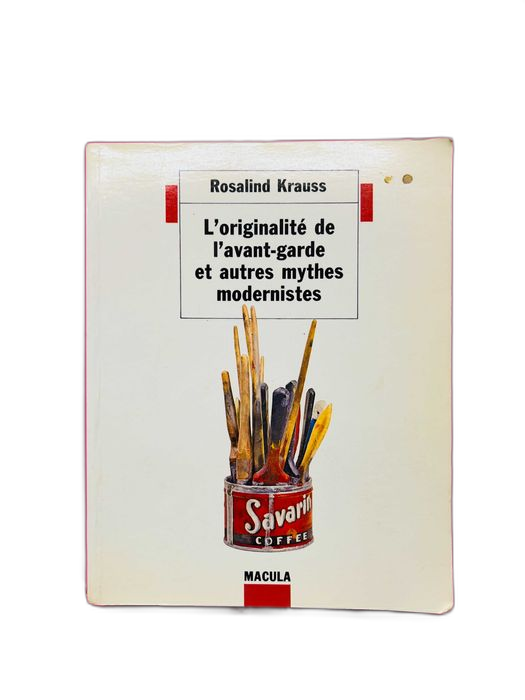 Rosalind Krauss
L'originalité de
l'avant-garde
et autres mythes
modernistes
Savarin
COFFEE
MACULA